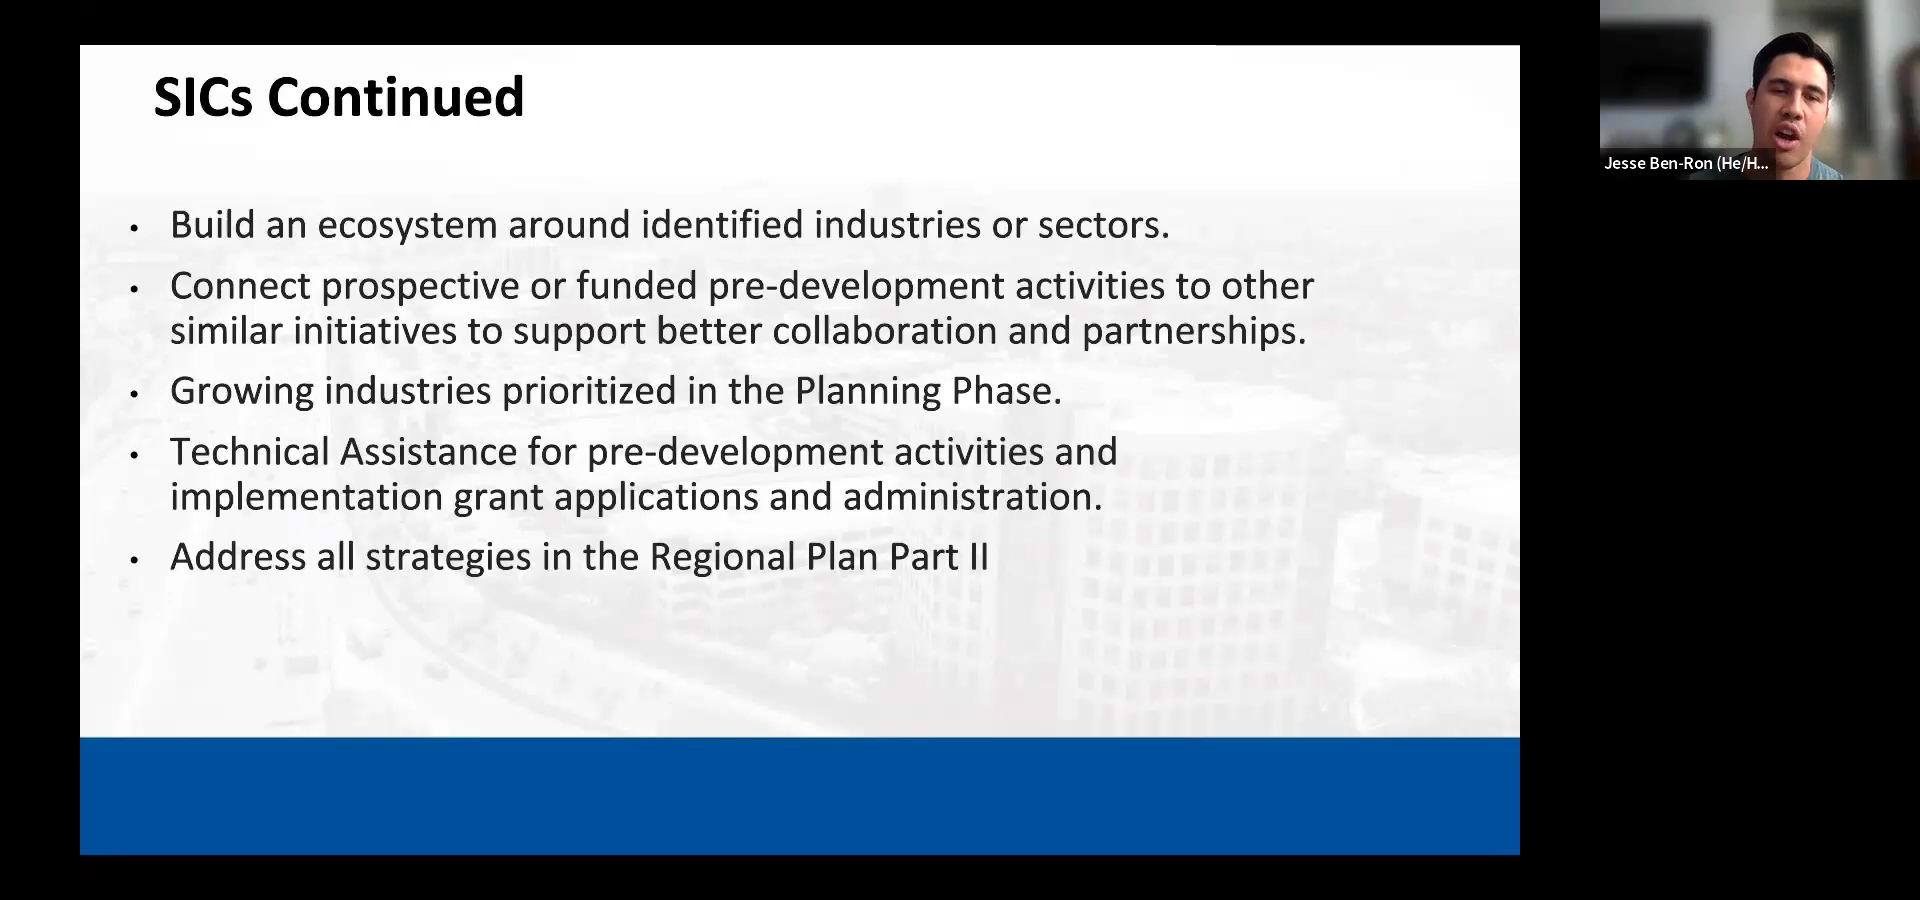 SICs Continued
• Build an ecosystem around identified industries or sectors.
• Connect prospective or funded pre-development activities to other
similar initiatives to support better collaboration and partnerships.
• Growing industries prioritized in the Planning Phase.
• Technical Assistance for pre-development activities and
implementation grant applications and administration.
• Address all strategies in the Regional Plan Part II
Jesse Ben-Ron (He/H...